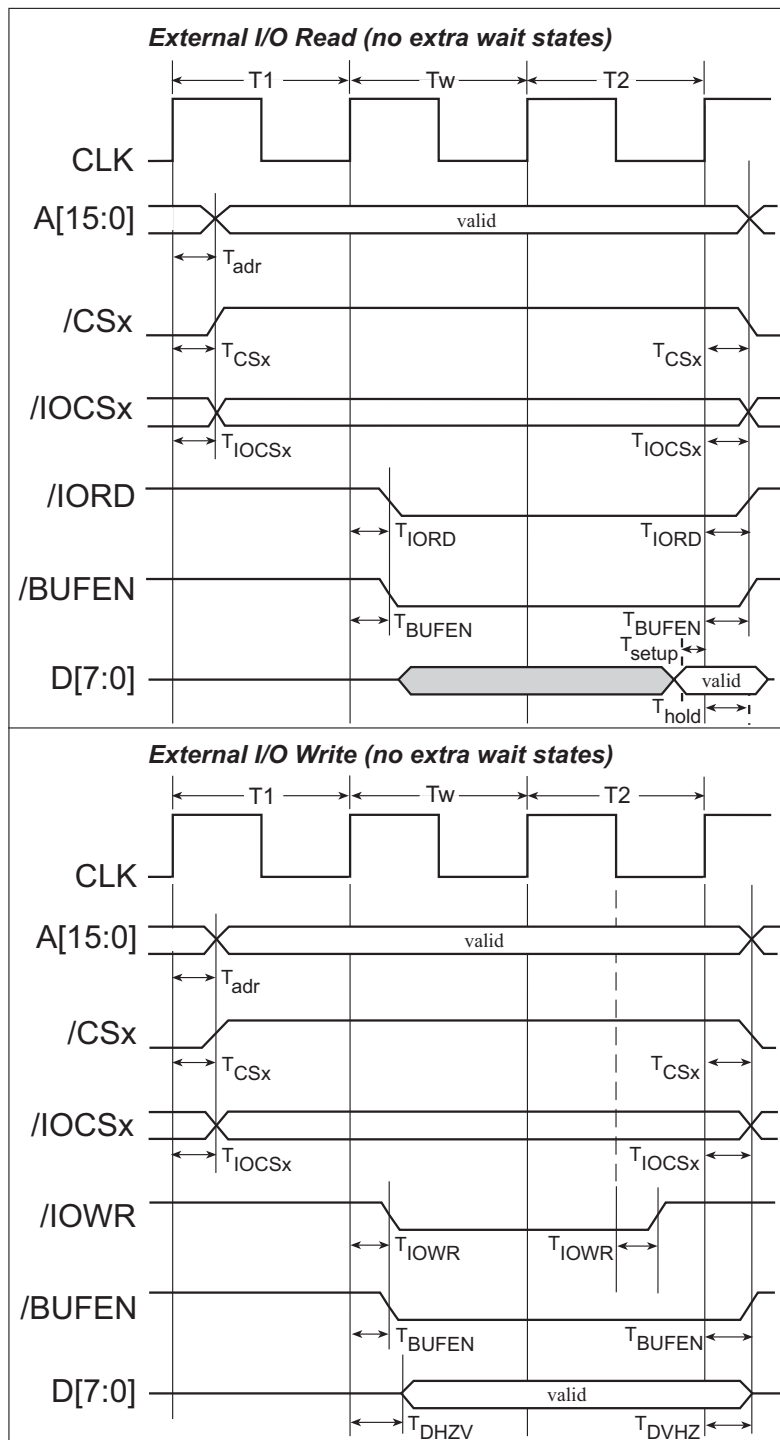 External I/O Read (no extra wait states)
T1 Tw T2
CLK
A[15:0] valid
Tadr
/CSx
TCSx TCSx
/IOCSx
TIOCSx TIOCSx
/IORD
TIORD TIORD
/BUFEN
TBUFEN TBUFEN
Tsetup
D[7:0] valid
Thold
External I/O Write (no extra wait states)
T1 Tw T2
CLK
A[15:0] valid
Tadr
/CSx
TCSx TCSx
/IOCSx
TIOCSx TIOCSx
/IOWR
TIOWR TIOWR
/BUFEN
TBUFEN TBUFEN
D[7:0] valid
TDHZV TDVHZ